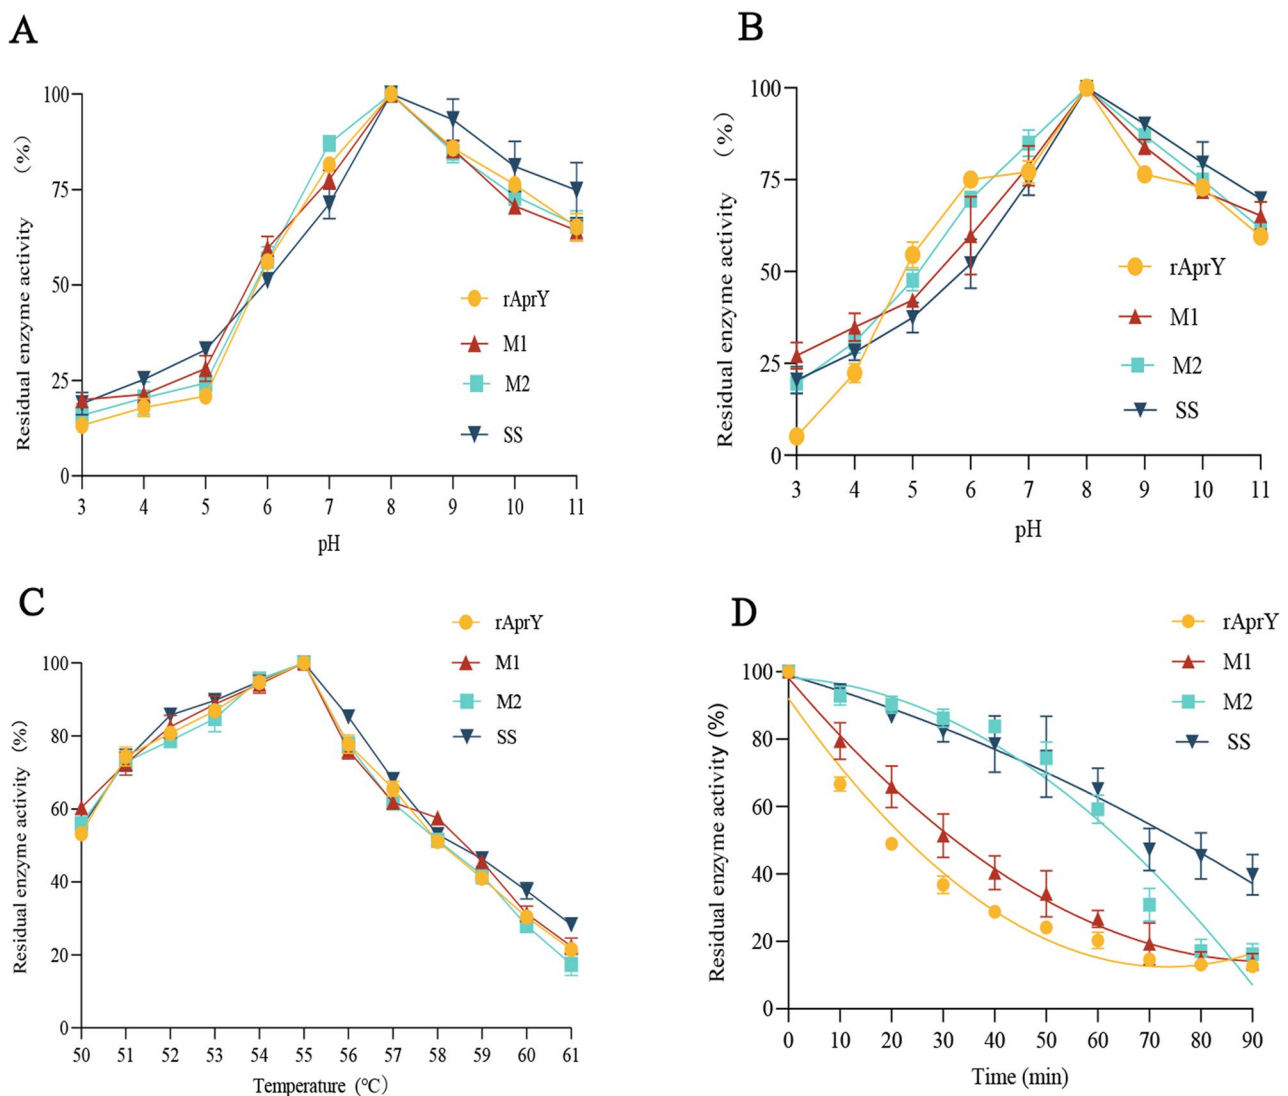 A
Residual enzyme activity (%)
100
75
50
25
0
3 4 5 6 7 8 9 10 11
pH
rAprY
M1
M2
SS
B
Residual enzyme activity (%)
100
75
50
25
0
3 4 5 6 7 8 9 10 11
pH
rAprY
M1
M2
SS
C
Residual enzyme activity (%)
100
80
60
40
20
0
50 51 52 53 54 55 56 57 58 59 60 61
Temperature (℃)
rAprY
M1
M2
SS
D
Residual enzyme activity (%)
100
80
60
40
20
0
0 10 20 30 40 50 60 70 80 90
Time (min)
rAprY
M1
M2
SS